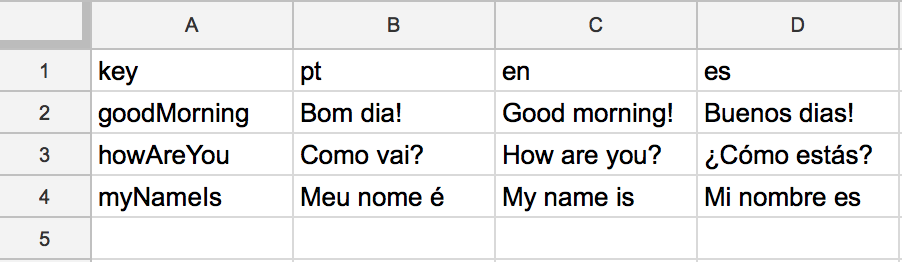 A B C D
1 key pt en es
2 goodMorning Bom dia! Good morning! Buenos dias!
3 howAreYou Como vai? How are you? ¿Cómo estás?
4 myNameIs Meu nome é My name is Mi nombre es
5